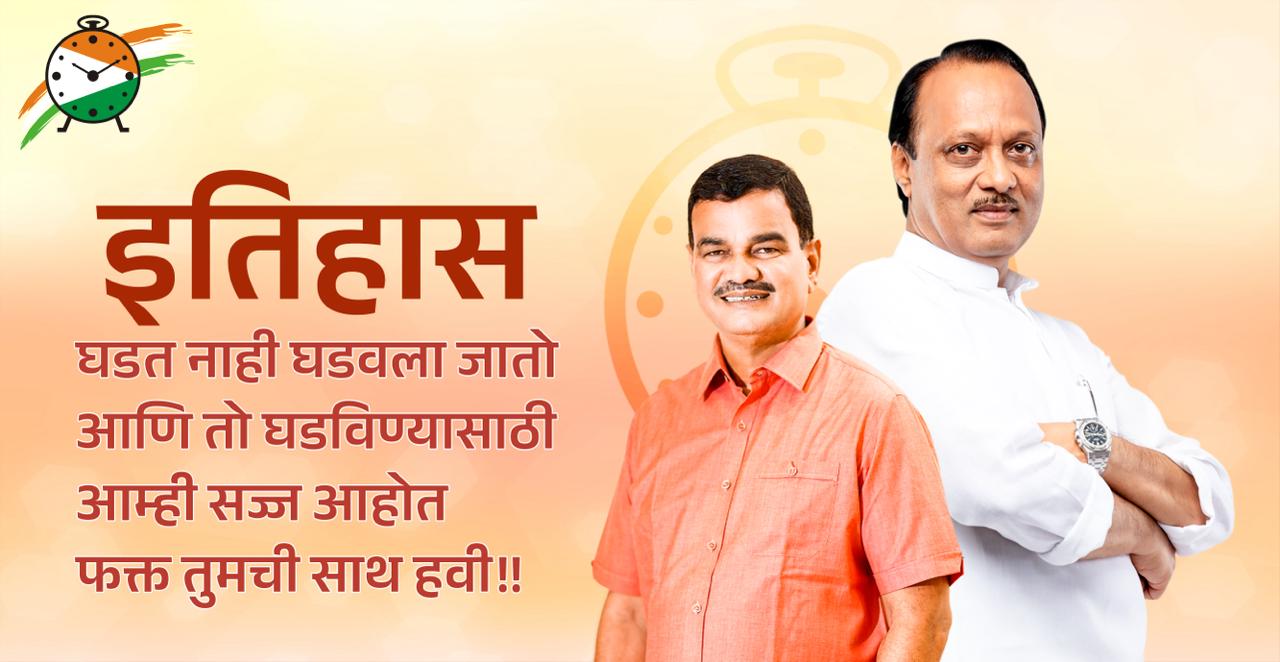 इतिहास
घडत नाही घडवला जातो
आणि तो घडविण्यासाठी
आम्ही सज्ज आहोत
फक्त तुमची साथ हवी!!